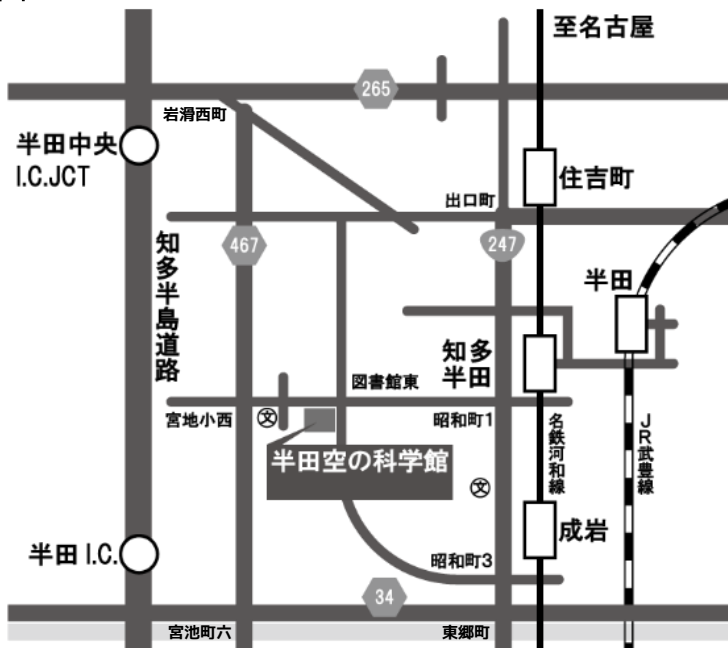 至名古屋
265
岩滑西町
半田中央
I.C.JCT
住吉町
出口町
467
247
知多半島道路
半田
知多
半田
図書館東
宮地小西
文
昭和町1
名鉄河和線
JR武豊線
半田空の科学館
文
成岩
半田 I.C.
昭和町3
34
宮池町六
東郷町